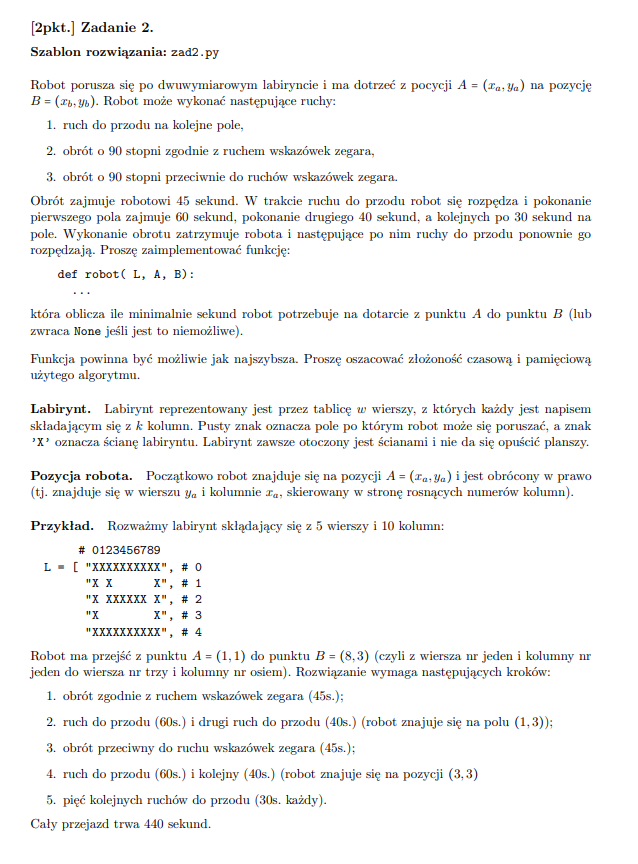 [2pkt.] Zadanie 2.
Szablon rozwiązania: zad2.py
Robot porusza się po dwuwymiarowym labiryncie i ma dotrzeć z pocycji A = (xₐ, yₐ) na pozycję
B = (x_b, y_b). Robot może wykonać następujące ruchy:
1. ruch do przodu na kolejne pole,
2. obrót o 90 stopni zgodnie z ruchem wskazówek zegara,
3. obrót o 90 stopni przeciwnie do ruchów wskazówek zegara.
Obrót zajmuje robotowi 45 sekund. W trakcie ruchu do przodu robot się rozpędza i pokonanie
pierwszego pola zajmuje 60 sekund, pokonanie drugiego 40 sekund, a kolejnych po 30 sekund na
pole. Wykonanie obrotu zatrzymuje robota i następujące po nim ruchy do przodu ponownie go
rozpędzają. Proszę zaimplementować funkcję:
def robot( L, A, B):
...
która oblicza ile minimalnie sekund robot potrzebuje na dotarcie z punktu A do punktu B (lub
zwraca None jeśli jest to niemożliwe).
Funkcja powinna być możliwie jak najszybsza. Proszę oszacować złożoność czasową i pamięciową
użytego algorytmu.
Labirynt. Labirynt reprezentowany jest przez tablicę w wierszy, z których każdy jest napisem
składającym się z k kolumn. Pusty znak oznacza pole po którym robot może się poruszać, a znak
'X' oznacza ścianę labiryntu. Labirynt zawsze otoczony jest ścianami i nie da się opuścić planszy.
Pozycja robota. Początkowo robot znajduje się na pozycji A = (xₐ, yₐ) i jest obrócony w prawo
(tj. znajduje się w wierszu yₐ i kolumnie xₐ, skierowany w stronę rosnących numerów kolumn).
Przykład. Rozważmy labirynt skłądający się z 5 wierszy i 10 kolumn:
# 0123456789
L = [ "XXXXXXXXXX", # 0
"X X      X", # 1
"X XXXXXX X", # 2
"X        X", # 3
"XXXXXXXXXX", # 4
Robot ma przejść z punktu A = (1, 1) do punktu B = (8, 3) (czyli z wiersza nr jeden i kolumny nr
jeden do wiersza nr trzy i kolumny nr osiem). Rozwiązanie wymaga następujących kroków:
1. obrót zgodnie z ruchem wskazówek zegara (45s.);
2. ruch do przodu (60s.) i drugi ruch do przodu (40s.) (robot znajuje się na polu (1, 3));
3. obrót przeciwny do ruchu wskazówek zegara (45s.);
4. ruch do przodu (60s.) i kolejny (40s.) (robot znajuje się na pozycji (3, 3)
5. pięć kolejnych ruchów do przodu (30s. każdy).
Cały przejazd trwa 440 sekund.